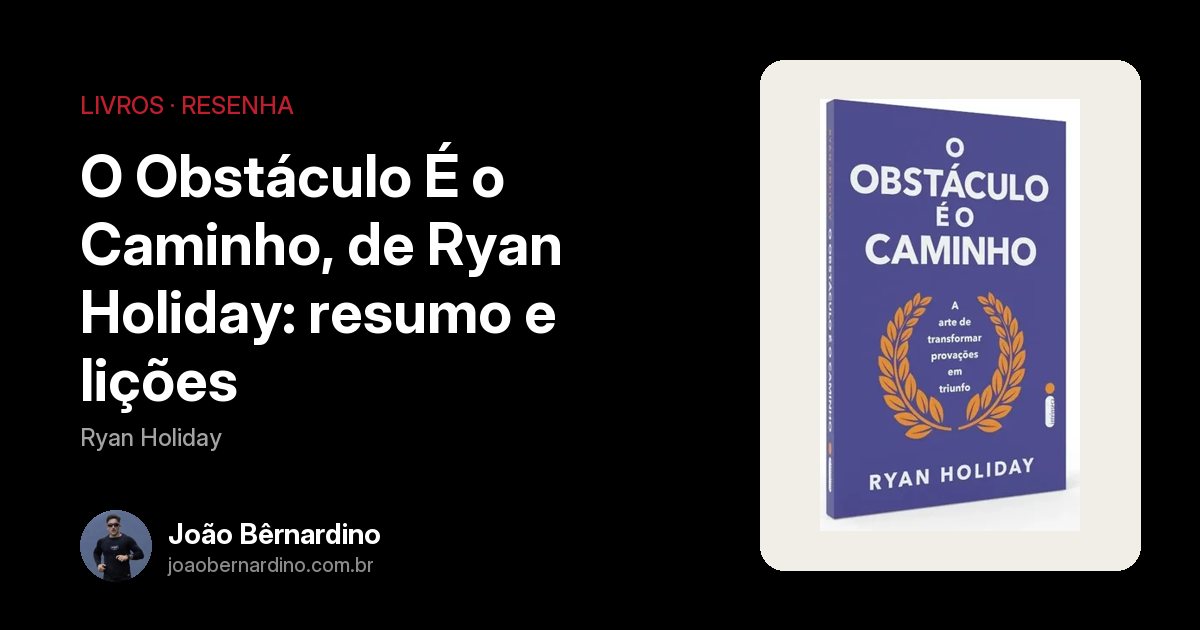 LIVROS · RESENHA
O Obstáculo É o
Caminho, de Ryan
Holiday: resumo e
lições
Ryan Holiday
João Bêrnardino
joaobernardino.com.br
O
OBSTÁCULO
É O
CAMINHO
A
arte de
transformar
provações
em
triunfo
RYAN HOLIDAY